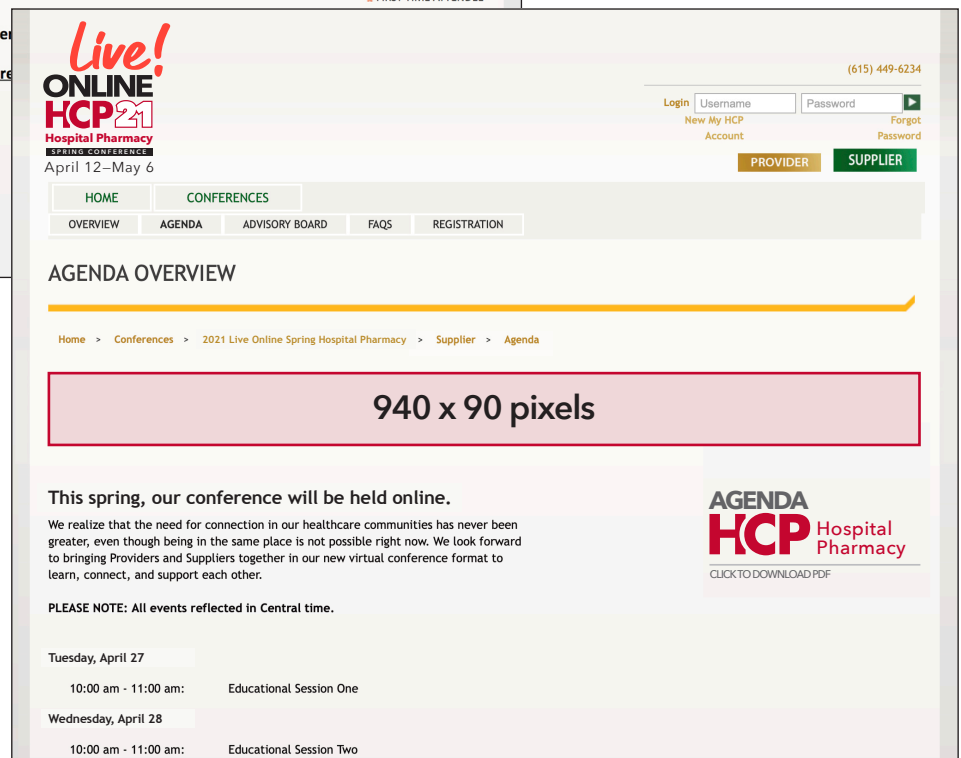 er
re
Live!
ONLINE
HCP21
Hospital Pharmacy
SPRING CONFERENCE
April 12—May 6
(615) 449-6234
Login Username Password
New My HCP Account
Forgot Password
PROVIDER SUPPLIER
HOME CONFERENCES
OVERVIEW AGENDA ADVISORY BOARD FAQS REGISTRATION
AGENDA OVERVIEW
Home > Conferences > 2021 Live Online Spring Hospital Pharmacy > Supplier > Agenda
940 x 90 pixels
This spring, our conference will be held online.
We realize that the need for connection in our healthcare communities has never been
greater, even though being in the same place is not possible right now. We look forward
to bringing Providers and Suppliers together in our new virtual conference format to
learn, connect, and support each other.
PLEASE NOTE: All events reflected in Central time.
AGENDA
HCP Hospital
Pharmacy
CLICK TO DOWNLOAD PDF
Tuesday, April 27
10:00 am - 11:00 am: Educational Session One
Wednesday, April 28
10:00 am - 11:00 am: Educational Session Two